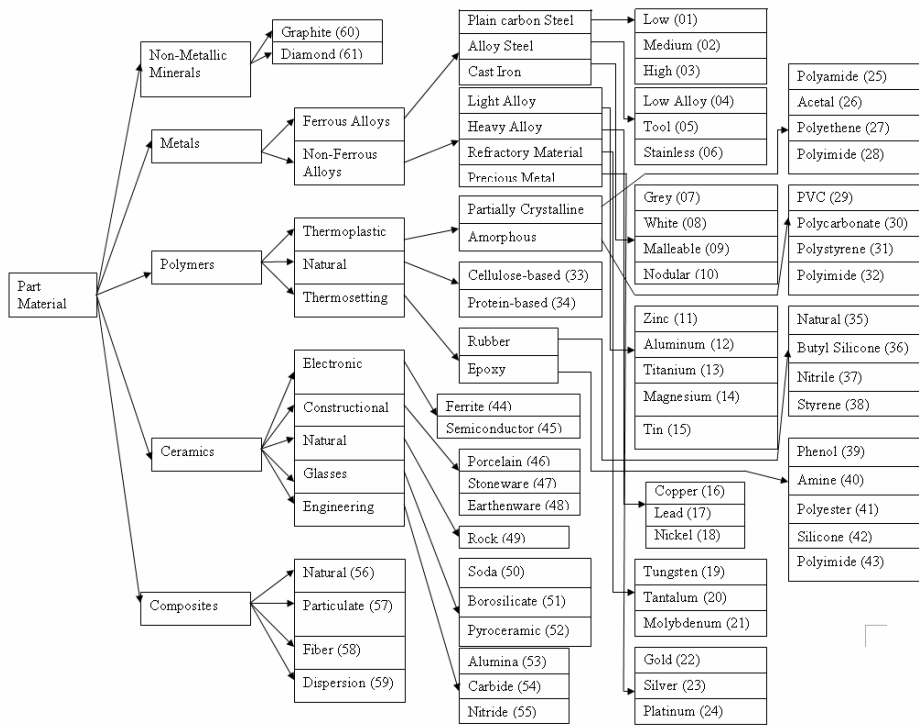 Part
Material
Non-Metallic
Minerals
Metals
Polymers
Ceramics
Composites
Graphite (60)
Diamond (61)
Ferrous Alloys
Non-Ferrous
Alloys
Thermoplastic
Natural
Thermosetting
Electronic
Constructional
Natural
Glasses
Engineering
Natural (56)
Particulate (57)
Fiber (58)
Dispersion (59)
Plain carbon Steel
Alloy Steel
Cast Iron
Light Alloy
Heavy Alloy
Refractory Material
Precious Metal
Partially Crystalline
Amorphous
Cellulose-based (33)
Protein-based (34)
Rubber
Epoxy
Ferrite (44)
Semiconductor (45)
Porcelain (46)
Stoneware (47)
Earthenware (48)
Rock (49)
Soda (50)
Borosilicate (51)
Pyroceramic (52)
Alumina (53)
Carbide (54)
Nitride (55)
Low (01)
Medium (02)
High (03)
Low Alloy (04)
Tool (05)
Stainless (06)
Grey (07)
White (08)
Malleable (09)
Nodular (10)
Zinc (11)
Aluminum (12)
Titanium (13)
Magnesium (14)
Tin (15)
Copper (16)
Lead (17)
Nickel (18)
Tungsten (19)
Tantalum (20)
Molybdenum (21)
Gold (22)
Silver (23)
Platinum (24)
Polyamide (25)
Acetal (26)
Polyethene (27)
Polyimide (28)
PVC (29)
Polycarbonate (30)
Polystyrene (31)
Polyimide (32)
Natural (35)
Butyl Silicone (36)
Nitrile (37)
Styrene (38)
Phenol (39)
Amine (40)
Polyester (41)
Silicone (42)
Polyimide (43)